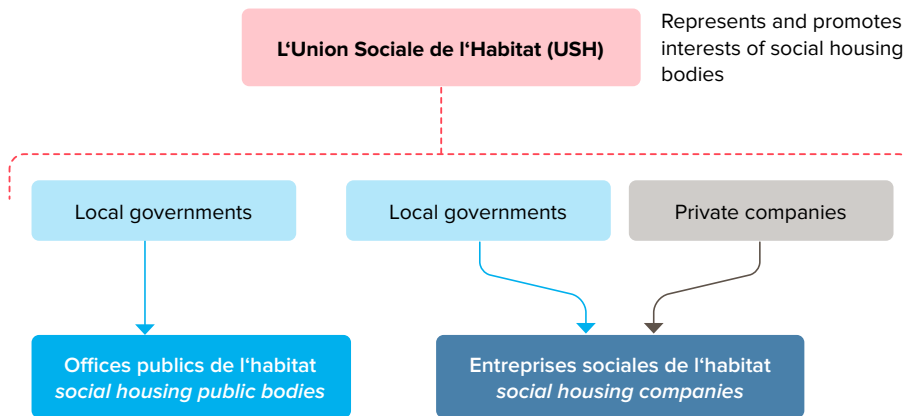 L‘Union Sociale de l‘Habitat (USH)
Represents and promotes
interests of social housing
bodies
Local governments
Local governments
Private companies
Offices publics de l‘habitat
social housing public bodies
Entreprises sociales de l‘habitat
social housing companies